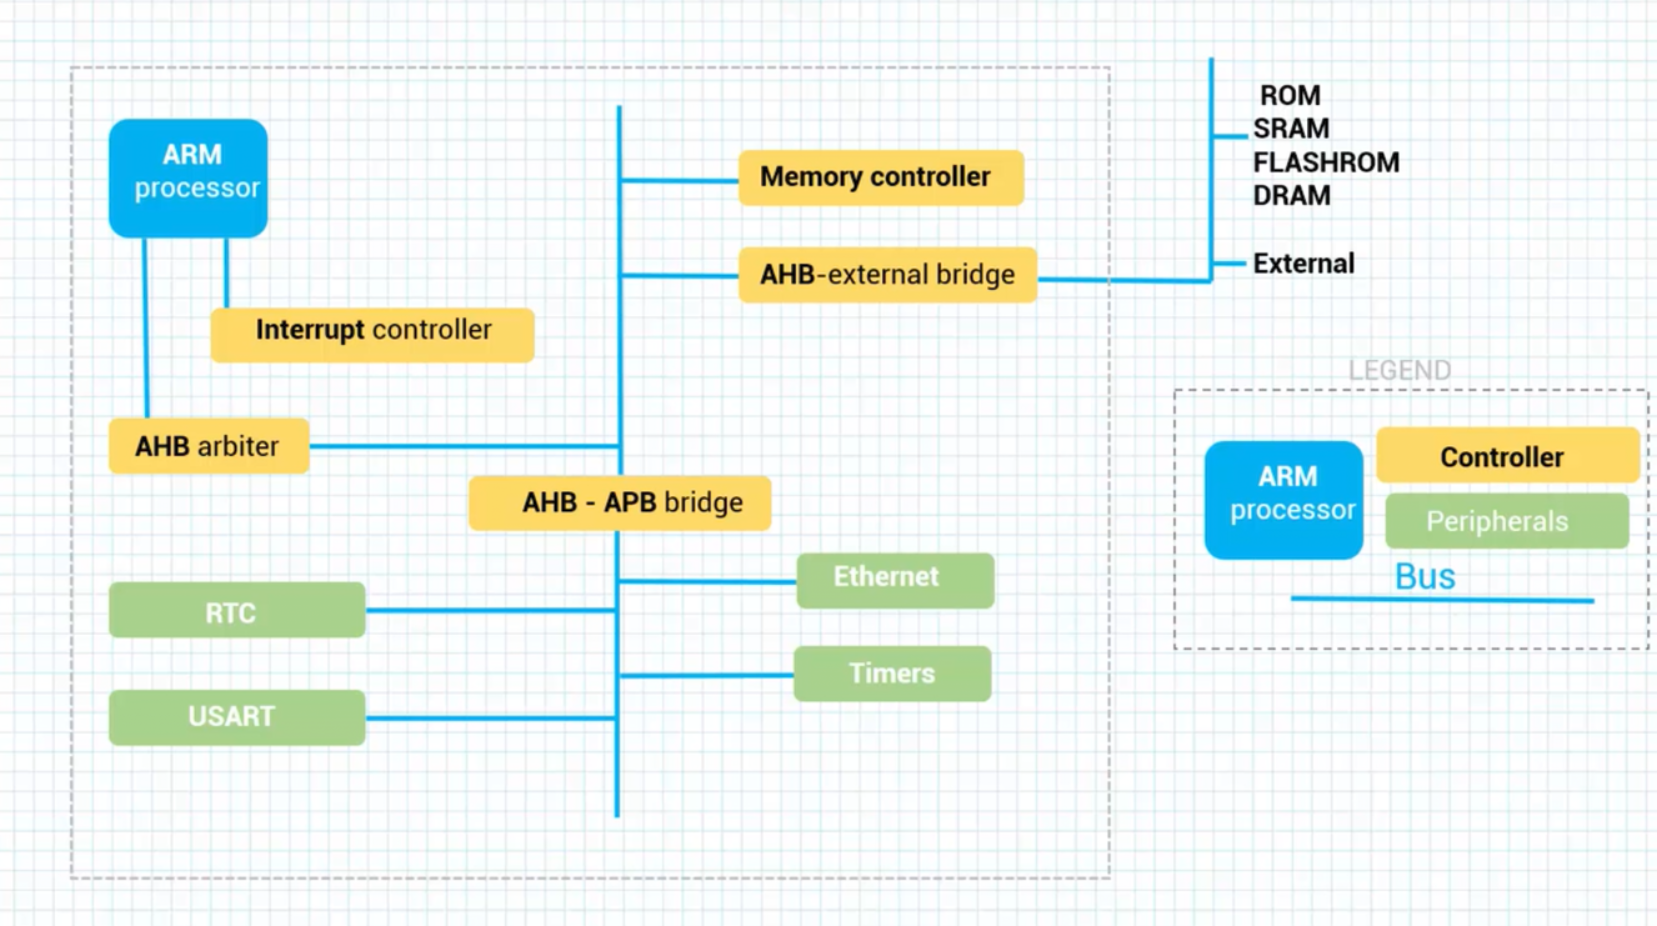 ARM
processor
Memory controller
AHB-external bridge
Interrupt controller
AHB arbiter
AHB - APB bridge
Ethernet
RTC
Timers
USART
ROM
SRAM
FLASHROM
DRAM
External
LEGEND
ARM
processor
Controller
Peripherals
Bus